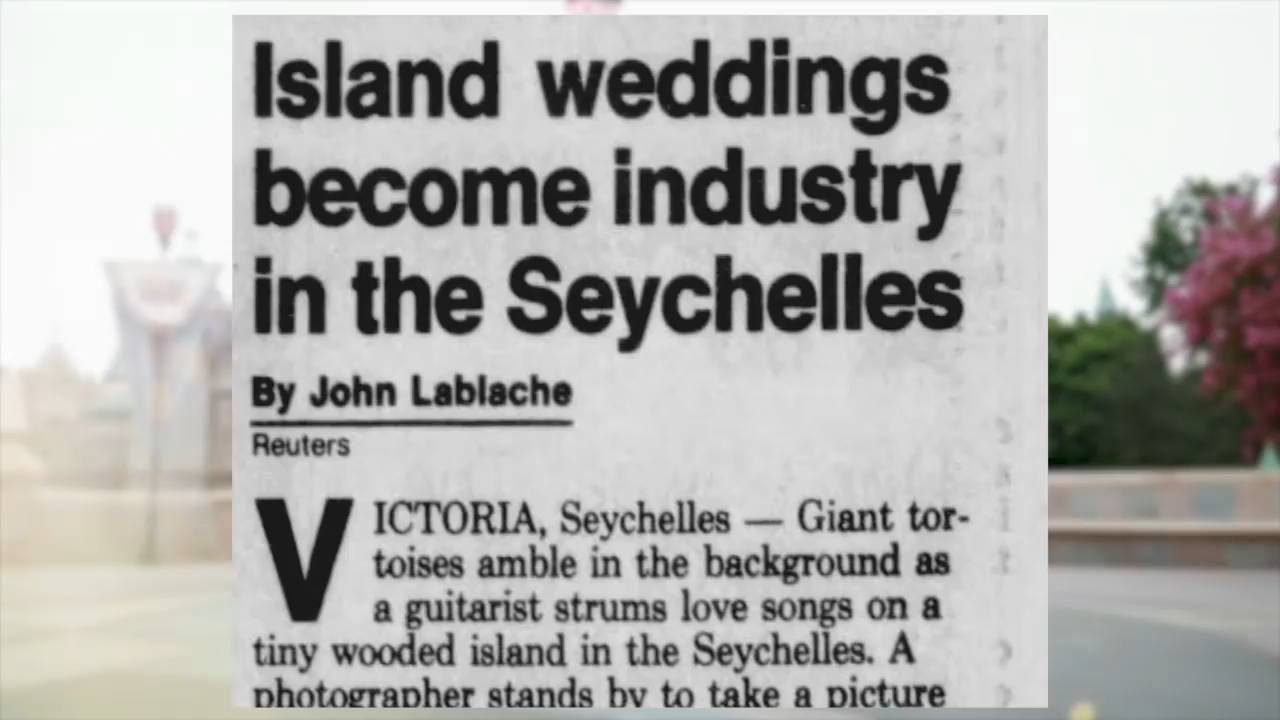 Island weddings
become industry
in the Seychelles
By John Lablache
Reuters
VICTORIA, Seychelles — Giant tor-
toises amble in the background as
a guitarist strums love songs on a
tiny wooded island in the Seychelles. A
photographer stands by to take a picture